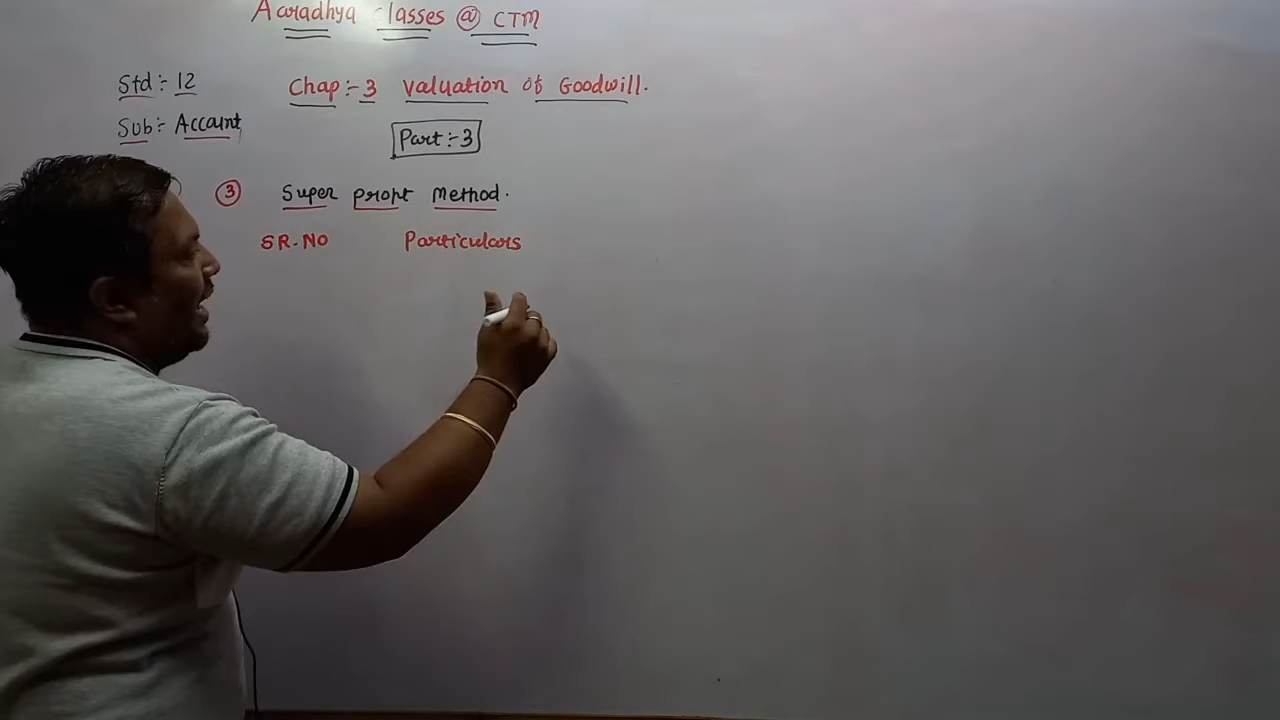 Aaradhya Classes @ CTM
Std :- 12 Chap :- 3 Valuation of Goodwill.
Sub :- Account
Part :- 3
③ Super profit Method.
SR.NO Particulars